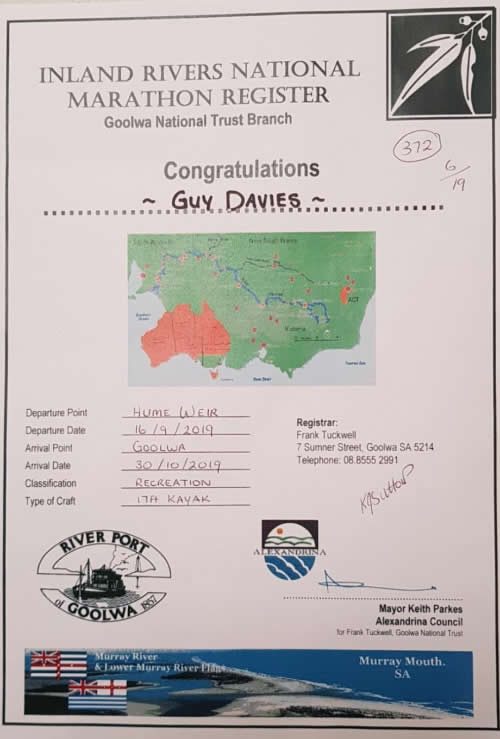 INLAND RIVERS NATIONAL
MARATHON REGISTER
Goolwa National Trust Branch
372
6/19
Congratulations
~ GUY DAVIES ~
Victoria
ACT
Departure Point HUME WEIR
Departure Date 16/9/2019
Arrival Point GOOLWA
Arrival Date 30/10/2019
Classification RECREATION
Type of Craft 17ft KAYAK
Registrar:
Frank Tuckwell
7 Sumner Street, Goolwa SA 5214
Telephone: 08.8555 2991
KGSutton
RIVER PORT
of GOOLWA 1857
ALEXANDRINA
Mayor Keith Parkes
Alexandrina Council
for Frank Tuckwell, Goolwa National Trust
Murray River
& Lower Murray River Flags
Murray Mouth.
SA